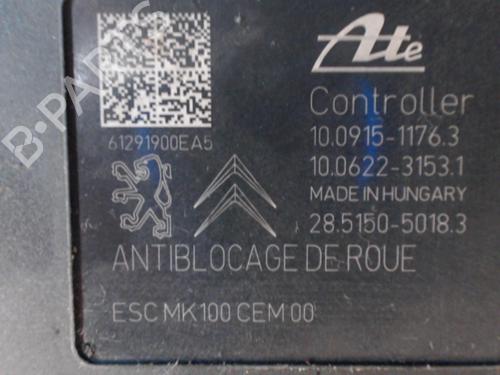 Ate
Controller
61291900EA5
10.0915-1176.3
10.0622-3153.1
MADE IN HUNGARY
28.5150-5018.3
ANTIBLOCAGE DE ROUE
ESC MK100 CEM 00
B-PARTS